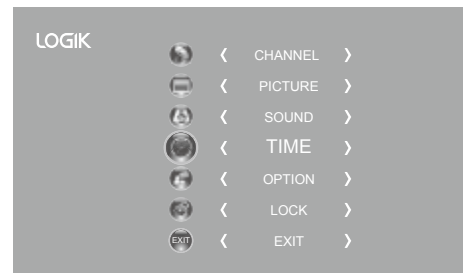 LOGIK
CHANNEL
PICTURE
SOUND
TIME
OPTION
LOCK
EXIT EXIT